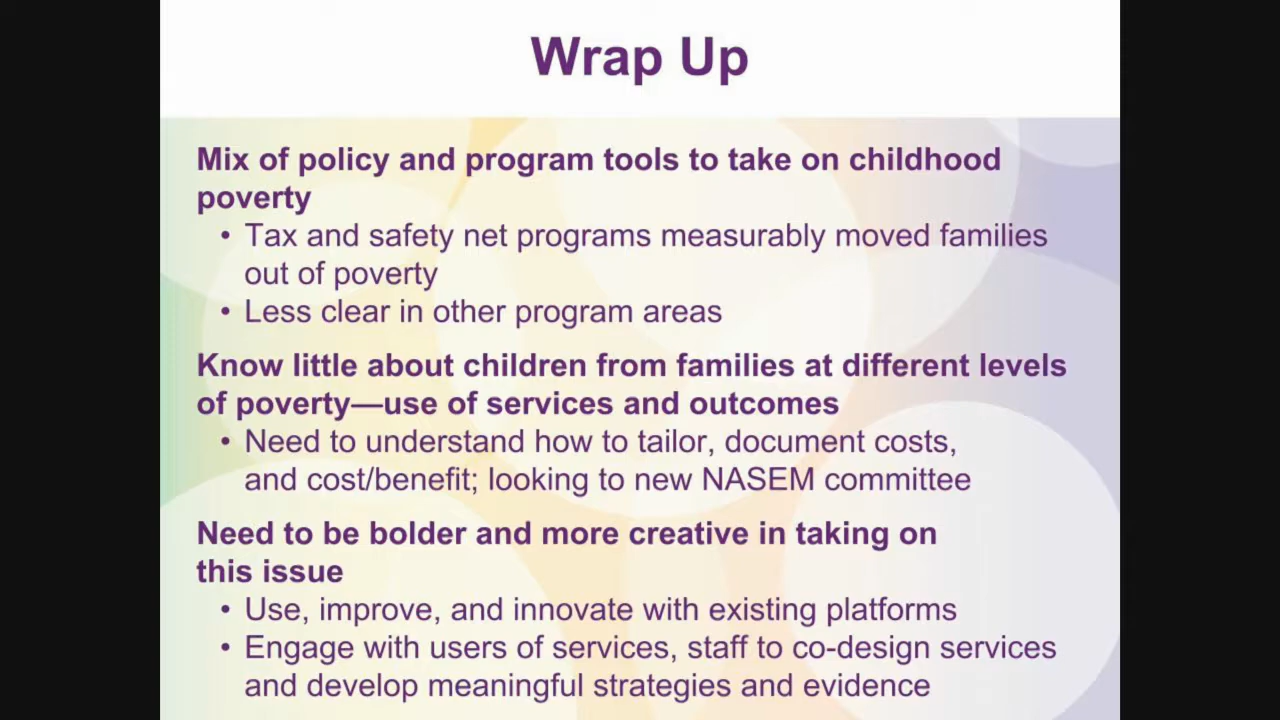 Wrap Up
Mix of policy and program tools to take on childhood
poverty
• Tax and safety net programs measurably moved families
out of poverty
• Less clear in other program areas
Know little about children from families at different levels
of poverty—use of services and outcomes
• Need to understand how to tailor, document costs,
and cost/benefit; looking to new NASEM committee
Need to be bolder and more creative in taking on
this issue
• Use, improve, and innovate with existing platforms
• Engage with users of services, staff to co-design services
and develop meaningful strategies and evidence